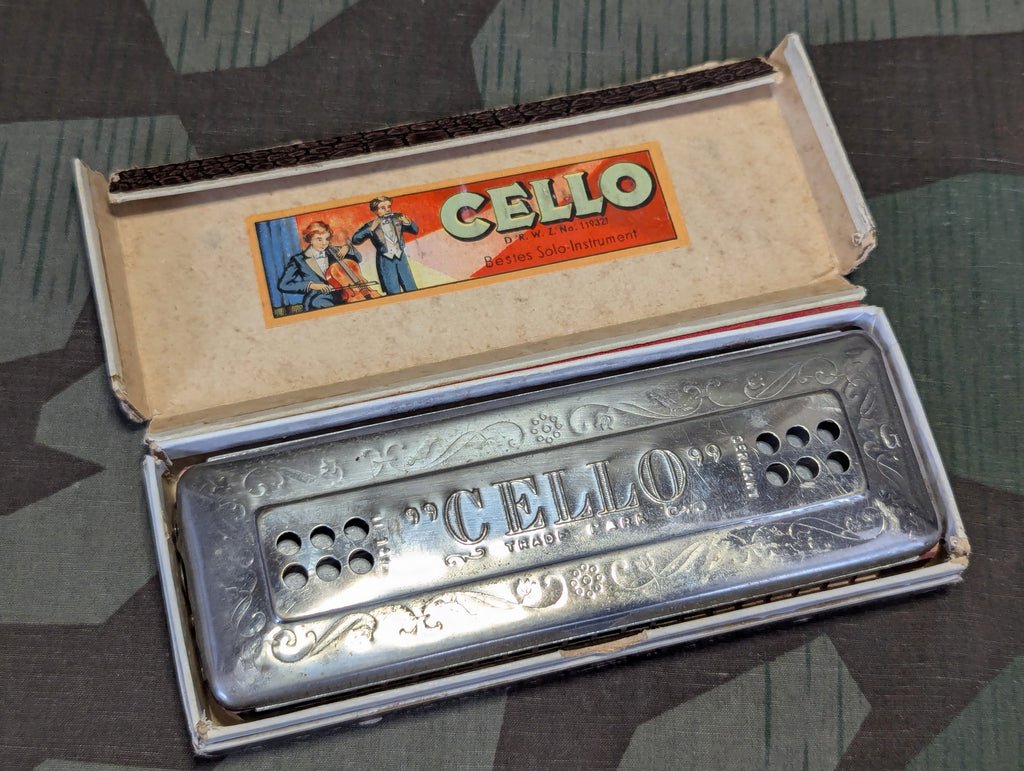 CELLO
D.R.W.Z. No. 119321
Bestes Solo-Instrument
„CELLO”
TRADE MARK
GERMANY
G